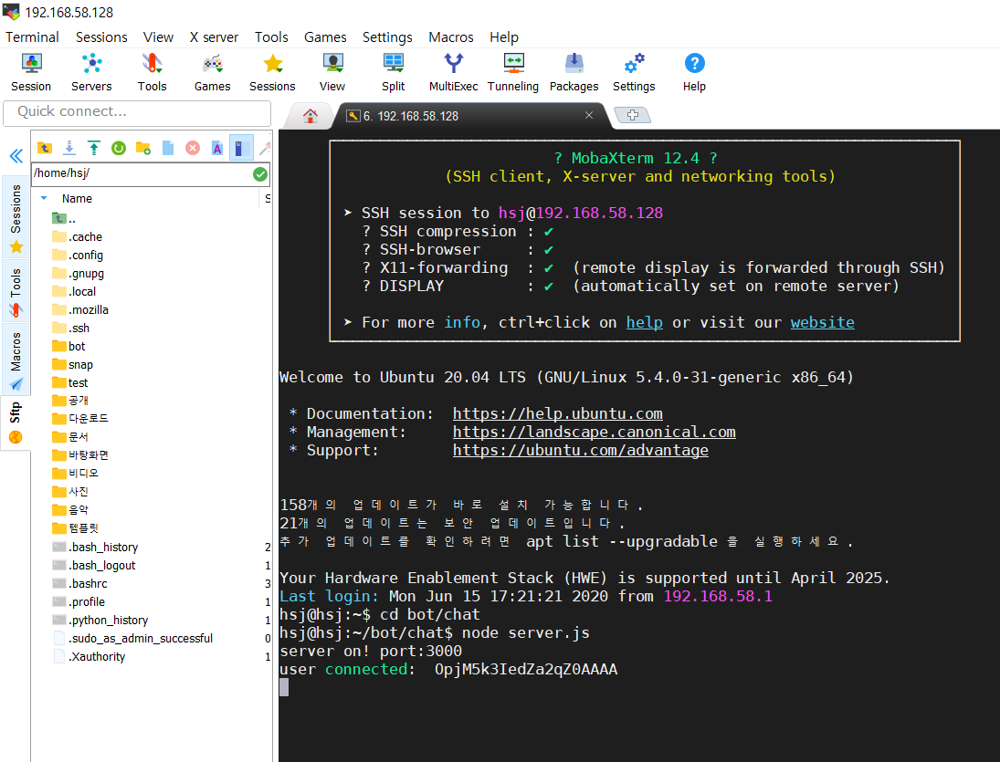 192.168.58.128
Terminal Sessions View X server Tools Games Settings Macros Help
Session Servers Tools Games Sessions View Split MultiExec Tunneling Packages Settings Help
Quick connect...
6. 192.168.58.128
/home/hsj/
Name S
..
.cache
.config
.gnupg
.local
.mozilla
.ssh
bot
snap
test
공개
다운로드
문서
바탕화면
비디오
사진
음악
템플릿
.bash_history 2
.bash_logout 1
.bashrc 3
.profile 1
.python_history 1
.sudo_as_admin_successful 0
.Xauthority 1
Sessions
Tools
Macros
Sftp
? MobaXterm 12.4 ?
(SSH client, X-server and networking tools)
➤ SSH session to hsj@192.168.58.128
? SSH compression : ✔
? SSH-browser : ✔
? X11-forwarding : ✔ (remote display is forwarded through SSH)
? DISPLAY : ✔ (automatically set on remote server)
➤ For more info, ctrl+click on help or visit our website
Welcome to Ubuntu 20.04 LTS (GNU/Linux 5.4.0-31-generic x86_64)
* Documentation: https://help.ubuntu.com
* Management: https://landscape.canonical.com
* Support: https://ubuntu.com/advantage
158개의 업데이트가 바로 설치 가능합니다.
21개의 업데이트는 보안 업데이트입니다.
추가 업데이트를 확인하려면 apt list --upgradable 을 실행하세요.
Your Hardware Enablement Stack (HWE) is supported until April 2025.
Last login: Mon Jun 15 17:21:21 2020 from 192.168.58.1
hsj@hsj:~$ cd bot/chat
hsj@hsj:~/bot/chat$ node server.js
server on! port:3000
user connected: OpjM5k3IedZa2qZ0AAAA